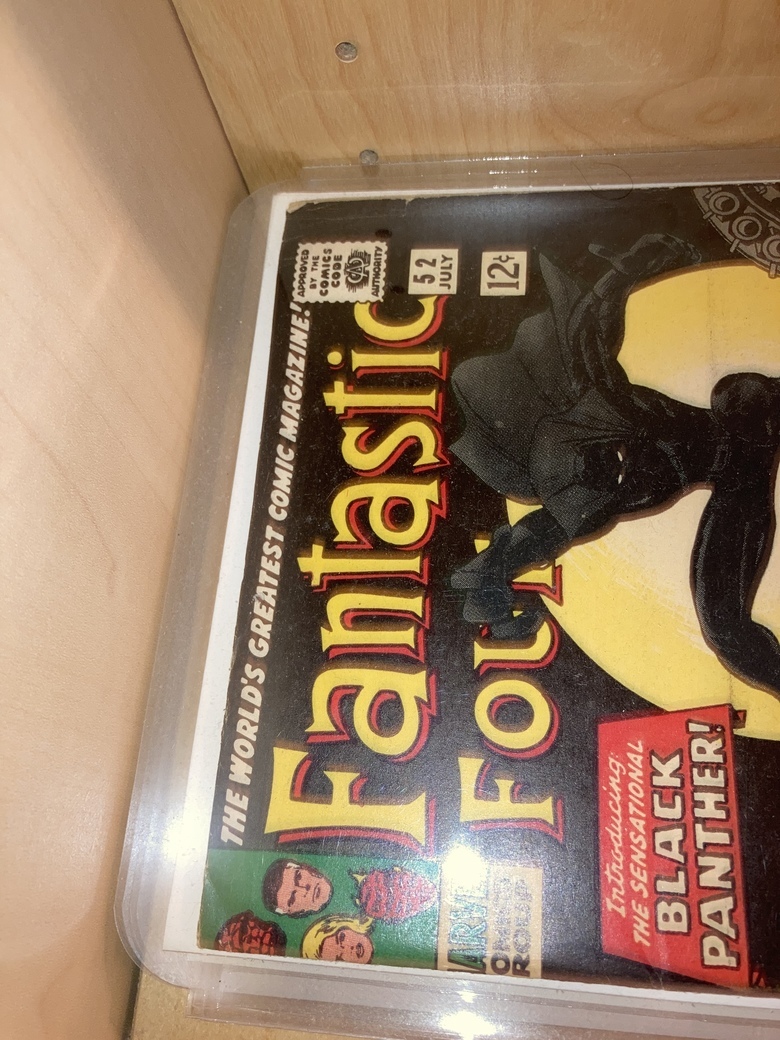 THE WORLD'S GREATEST COMIC MAGAZINE!
APPROVED
BY THE
COMICS
CODE
AUTHORITY
CA
52
JULY
12¢
Fantastic
Four
Introducing:
THE SENSATIONAL
BLACK
PANTHER!